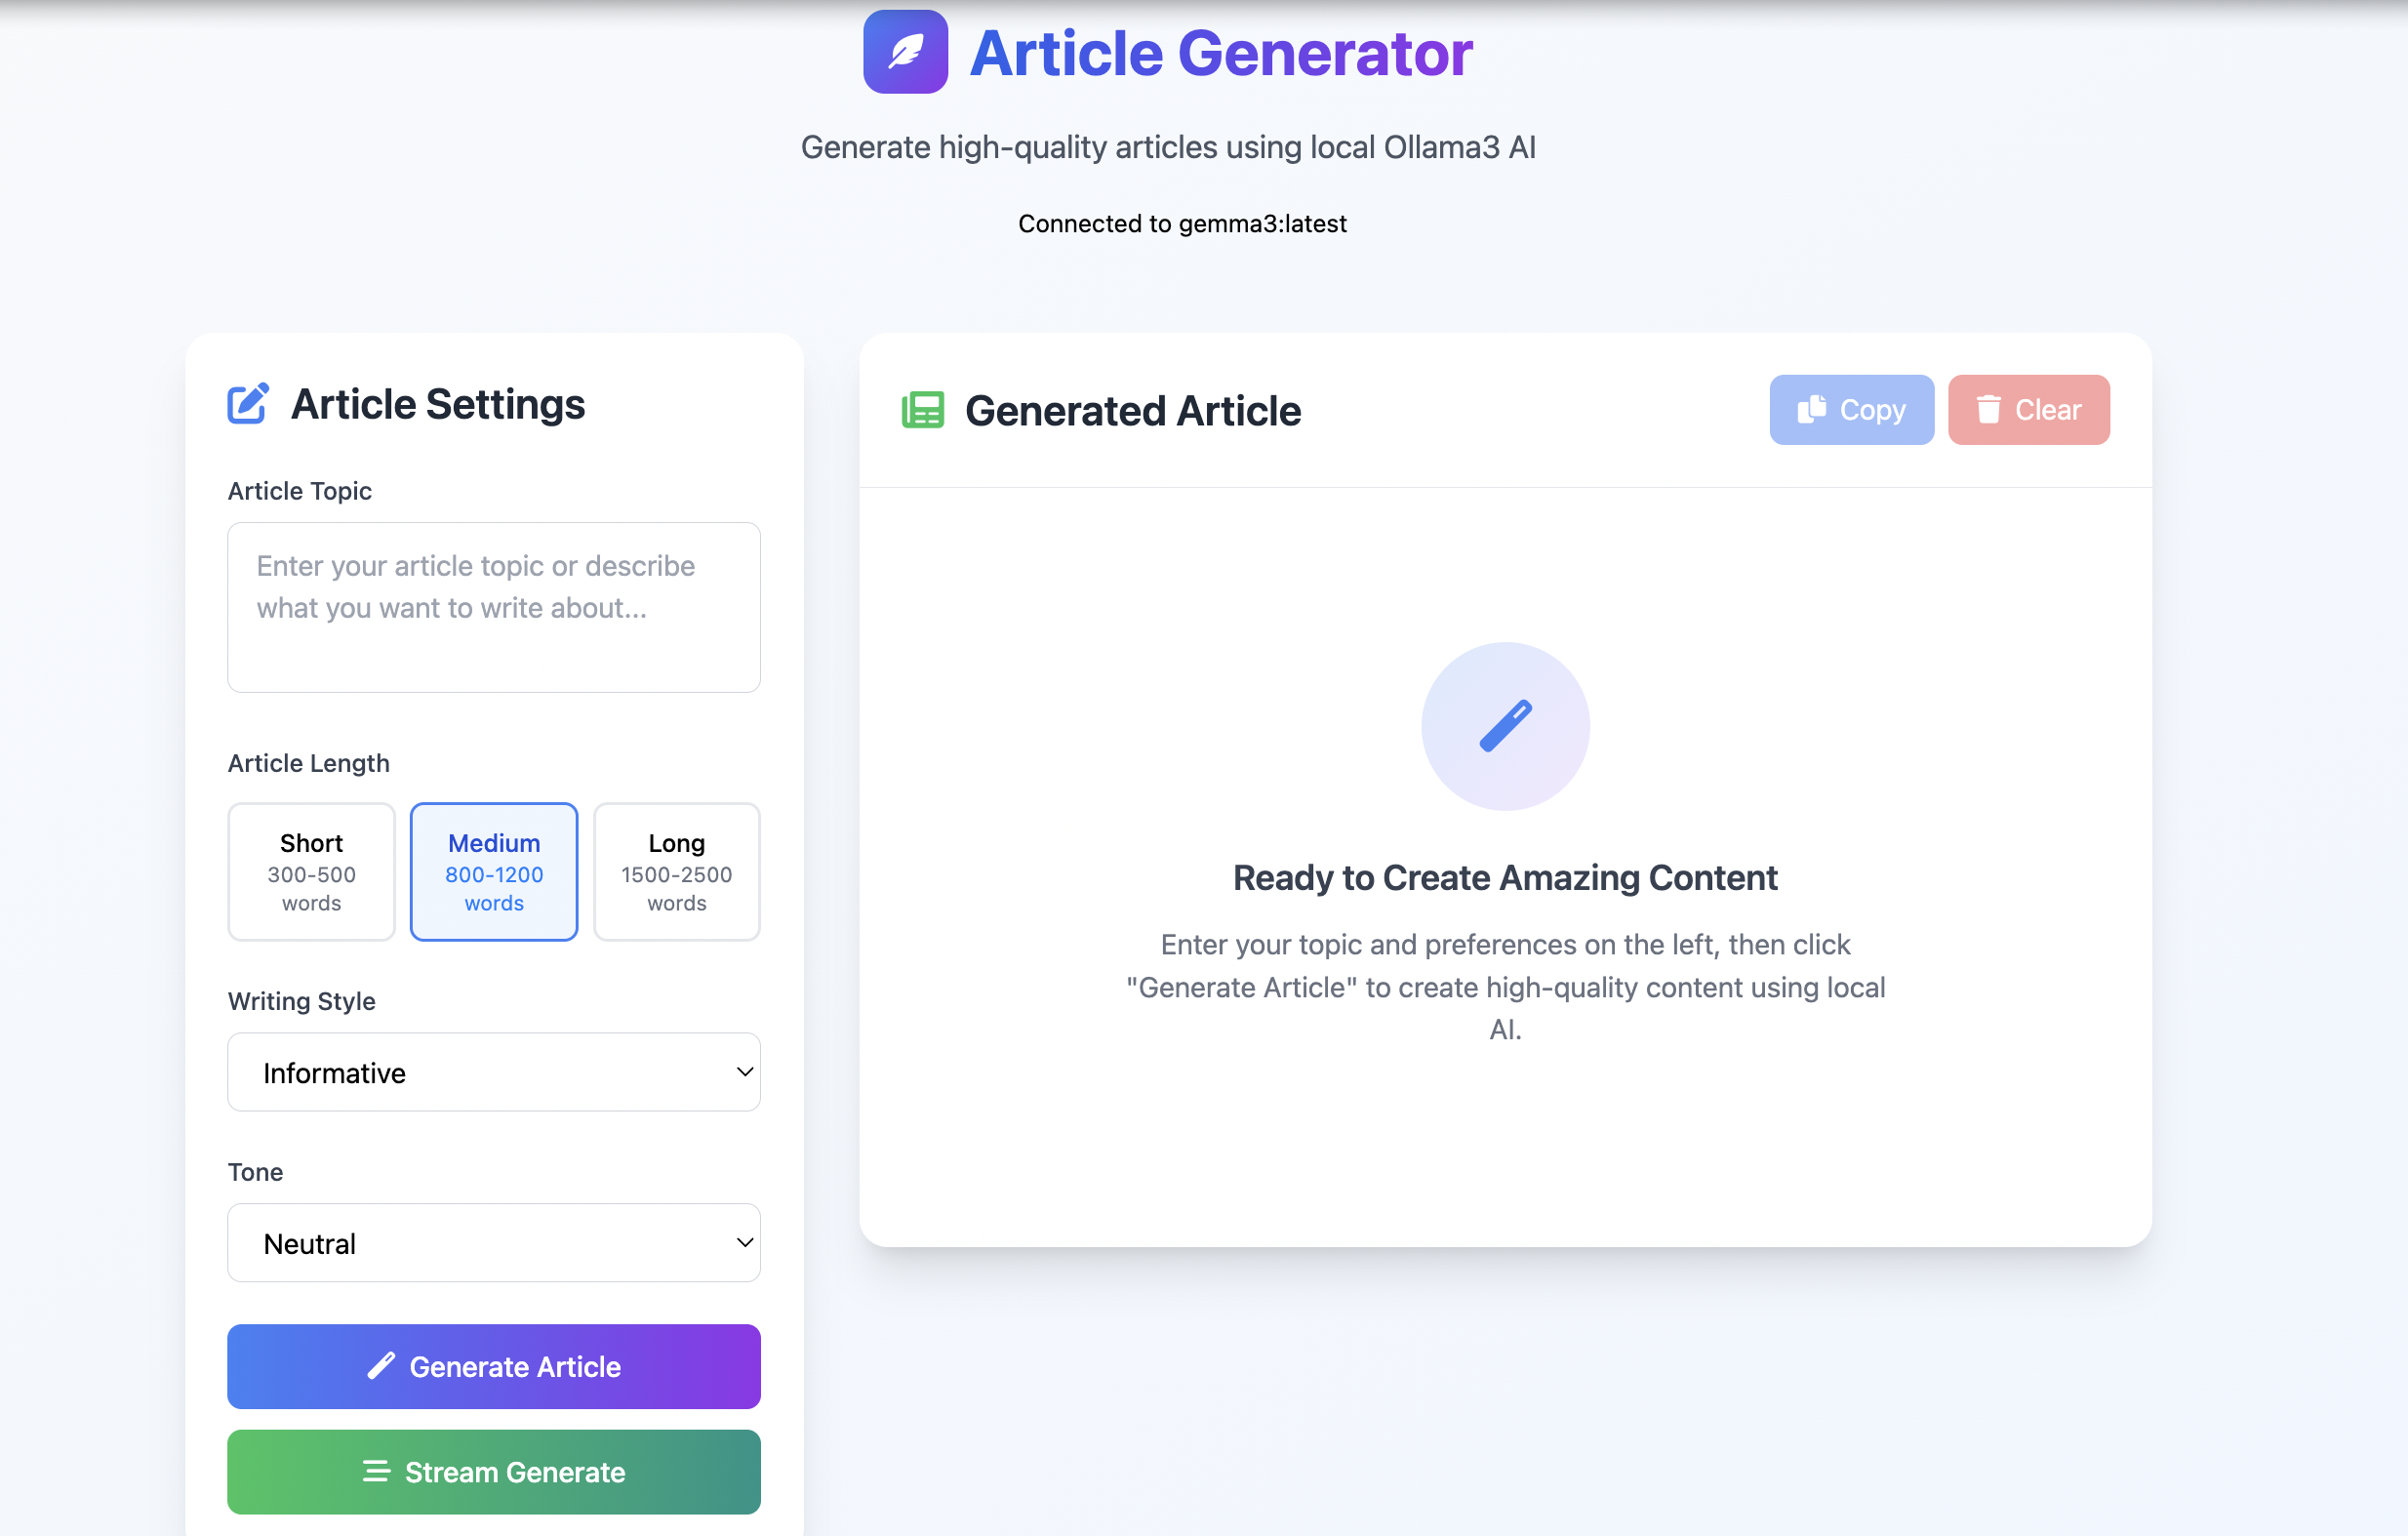 Article Generator
Generate high-quality articles using local Ollama3 AI
Connected to gemma3:latest
Article Settings
Article Topic
Enter your article topic or describe
what you want to write about...
Article Length
Short
300-500
words
Medium
800-1200
words
Long
1500-2500
words
Writing Style
Informative
Tone
Neutral
Generate Article
Stream Generate
Generated Article
Copy
Clear
Ready to Create Amazing Content
Enter your topic and preferences on the left, then click
"Generate Article" to create high-quality content using local
AI.